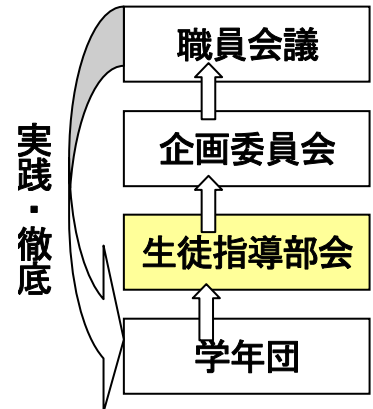 職員会議
企画委員会
生徒指導部会
学年団
実践・徹底